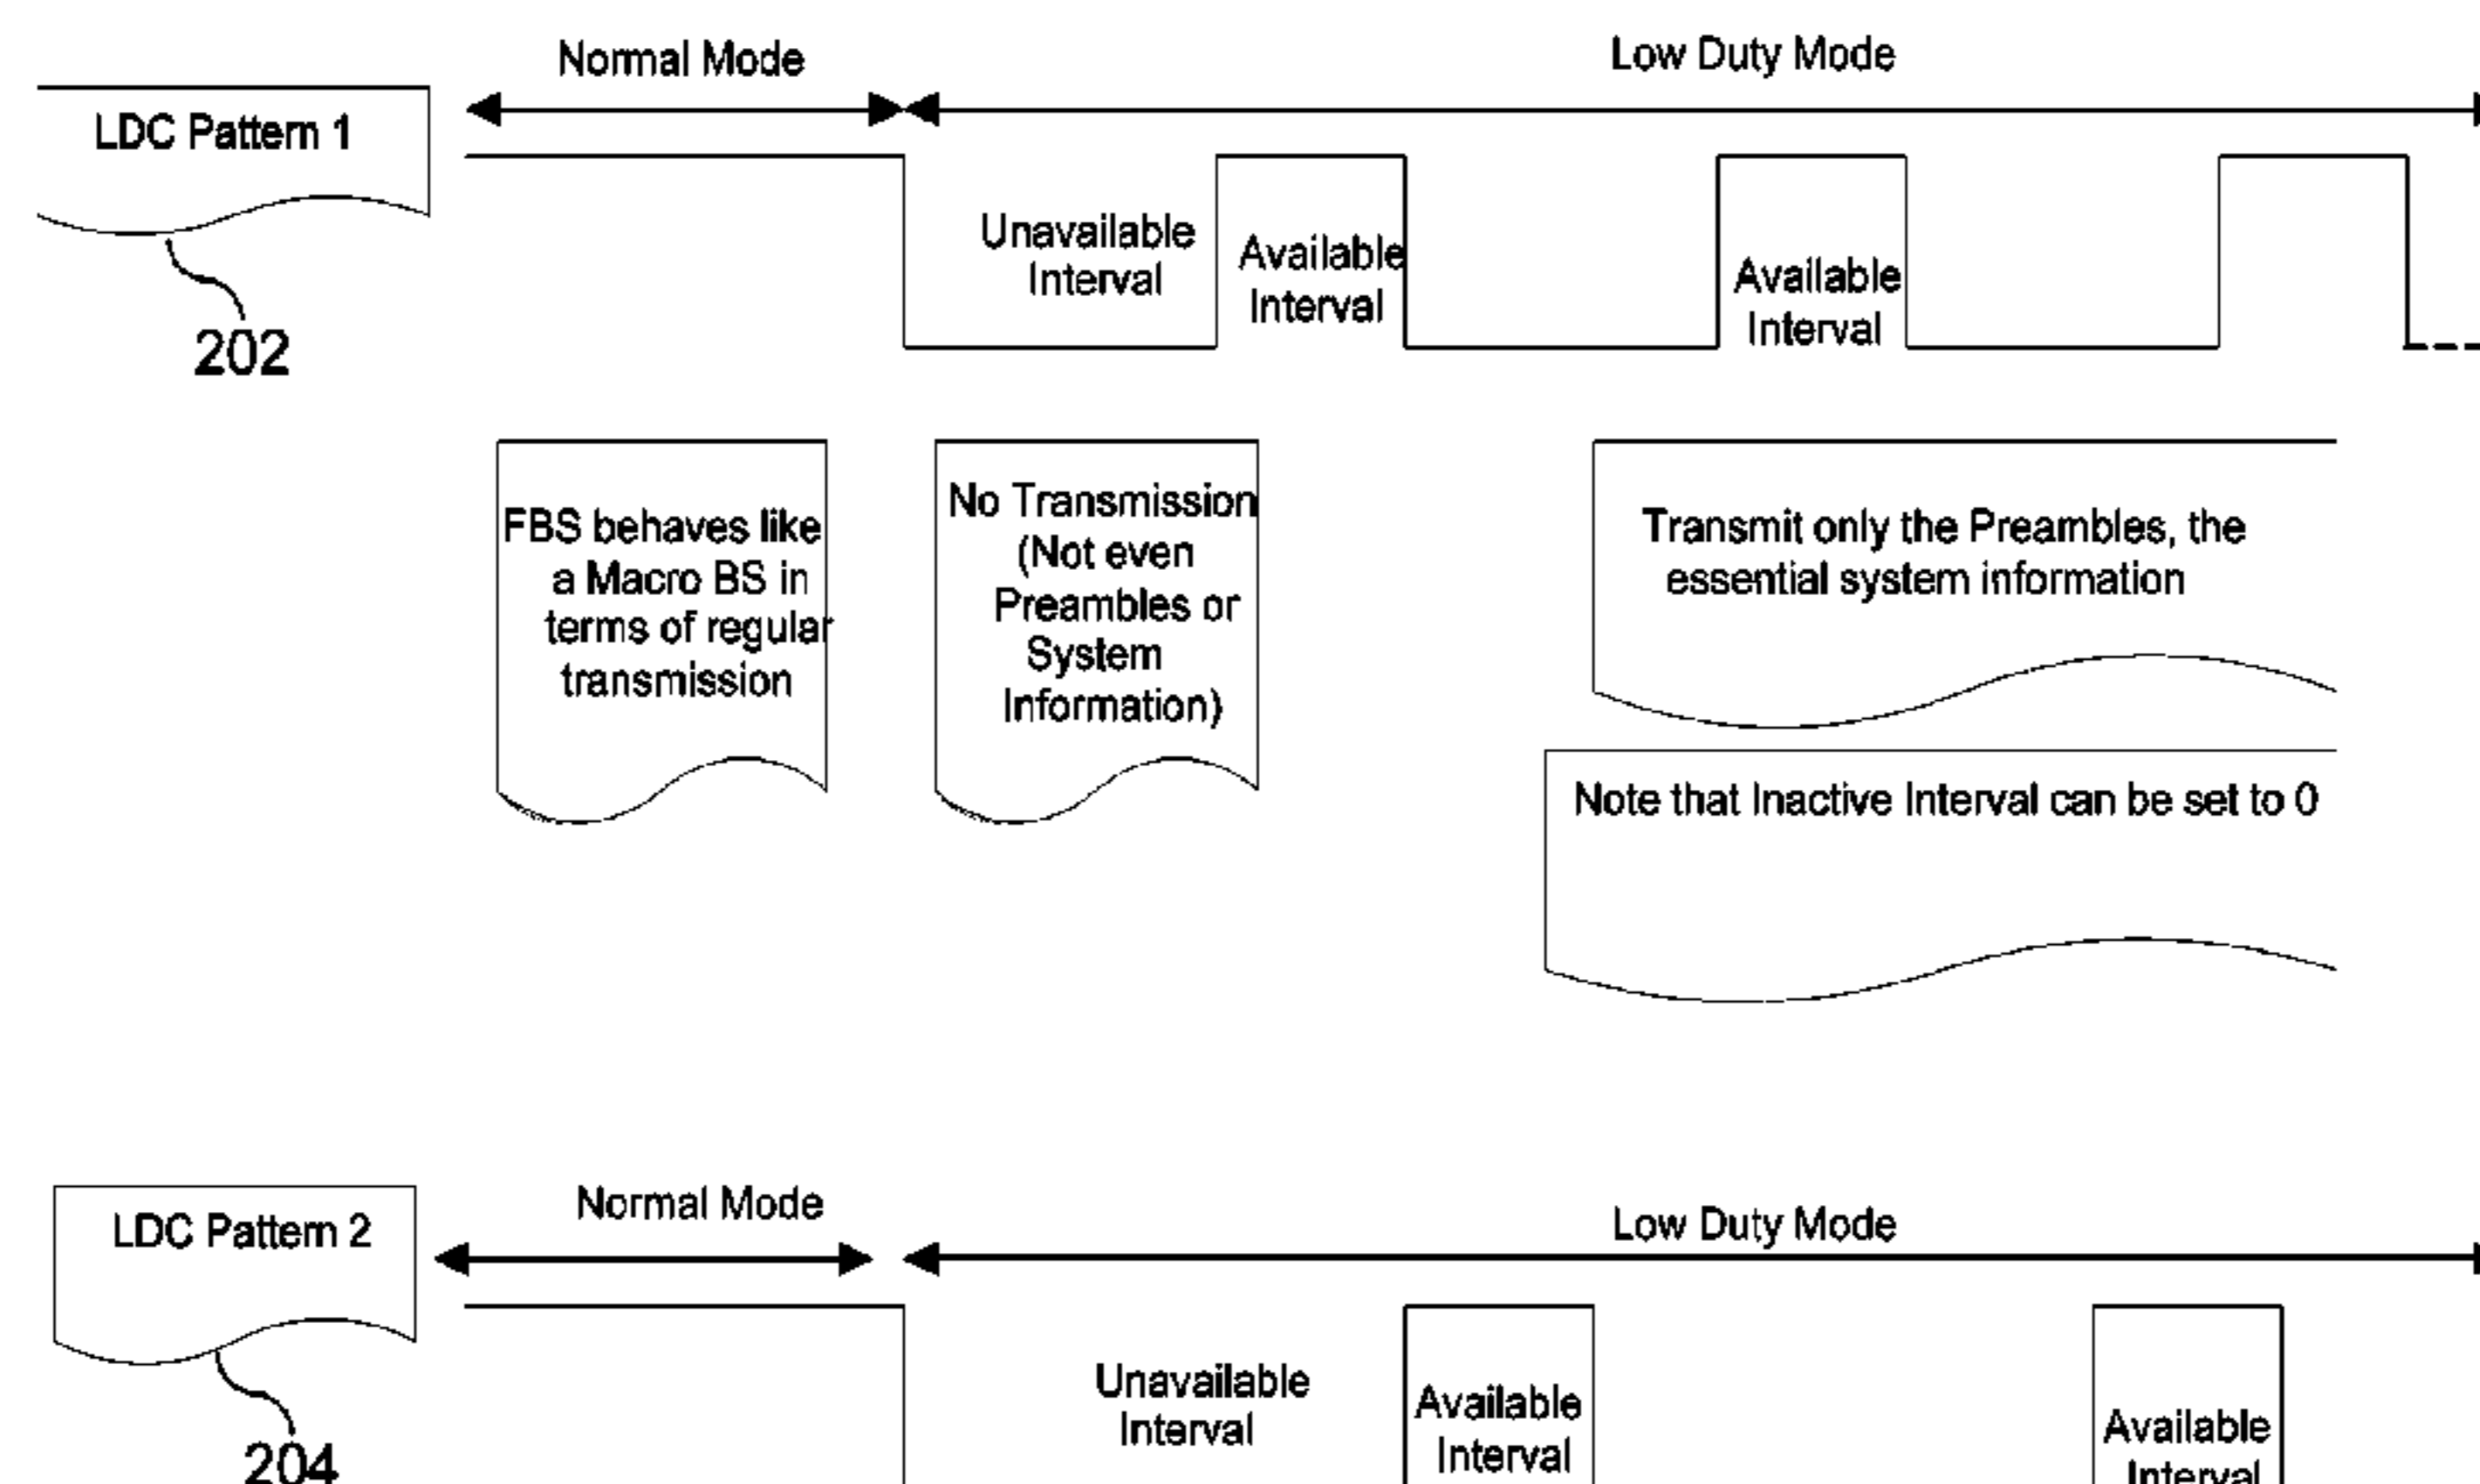 Normal Mode
Low Duty Mode
LDC Pattern 1
Unavailable
Interval
Available
Interval
Available
Interval
202
FBS behaves like
a Macro BS in
terms of regular
transmission
No Transmission
(Not even
Preambles or
System
Information)
Transmit only the Preambles, the
essential system information
Note that Inactive Interval can be set to 0
LDC Pattern 2
Normal Mode
Low Duty Mode
Unavailable
Interval
Available
Interval
Available
Interval
204